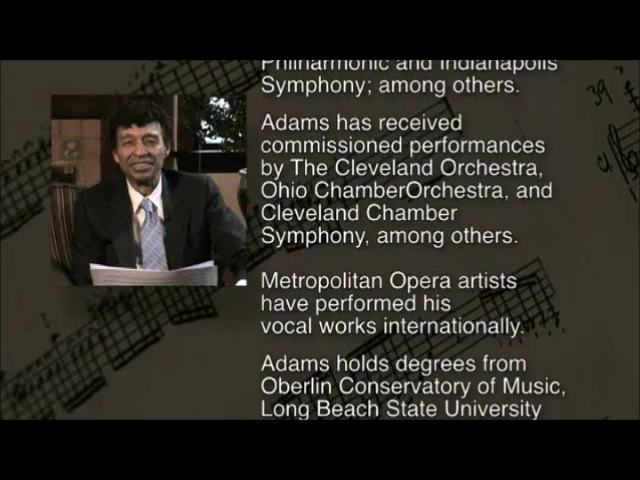 Philharmonic and Indianapolis
Symphony; among others.
Adams has received
commissioned performances
by The Cleveland Orchestra,
Ohio ChamberOrchestra, and
Cleveland Chamber
Symphony, among others.
Metropolitan Opera artists
have performed his
vocal works internationally.
Adams holds degrees from
Oberlin Conservatory of Music,
Long Beach State University
39